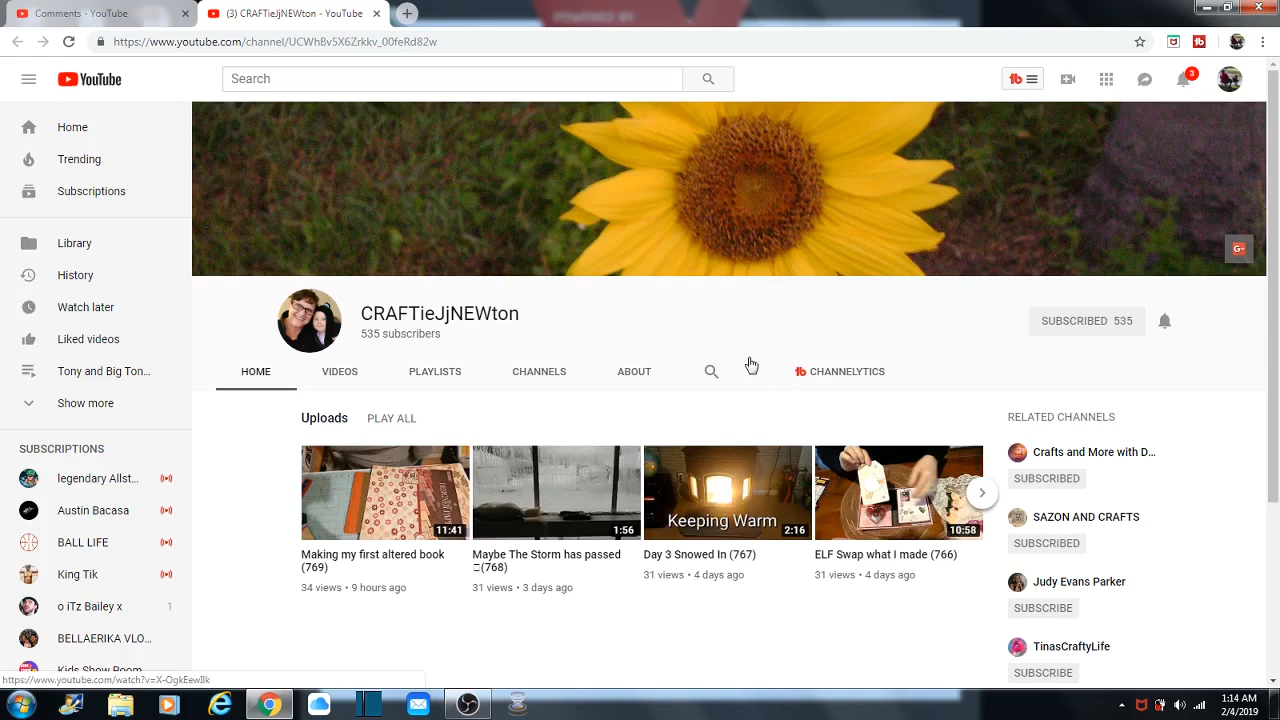 Comments - YouTube
(3) CRAFTieJjNEWton - YouTube
https://www.youtube.com/channel/UCWhBv5X6Zrkkv_00feRd82w
YouTube
Search
3
Home
Trending
Subscriptions
Library
History
Watch later
Liked videos
Tony and Big Ton...
Show more
SUBSCRIPTIONS
legendary Allst...
Austin Bacasa
BALL LIFE
King Tik
o iTz Bailey x 1
BELLAERIKA VLO...
Kids Show Room
G+
CRAFTieJjNEWton
535 subscribers
SUBSCRIBED 535
HOME VIDEOS PLAYLISTS CHANNELS ABOUT CHANNELYTICS
Uploads PLAY ALL
11:41
1:56
Keeping Warm
2:16
10:58
Making my first altered book
(769)
34 views • 9 hours ago
Maybe The Storm has passed
(768)
31 views • 3 days ago
Day 3 Snowed In (767)
31 views • 4 days ago
ELF Swap what I made (766)
31 views • 4 days ago
RELATED CHANNELS
Crafts and More with D...
SUBSCRIBED
SAZON AND CRAFTS
SUBSCRIBED
Judy Evans Parker
SUBSCRIBE
TinasCraftyLife
SUBSCRIBE
https://www.youtube.com/watch?v=X-OgkEewIlk
1:14 AM
2/4/2019